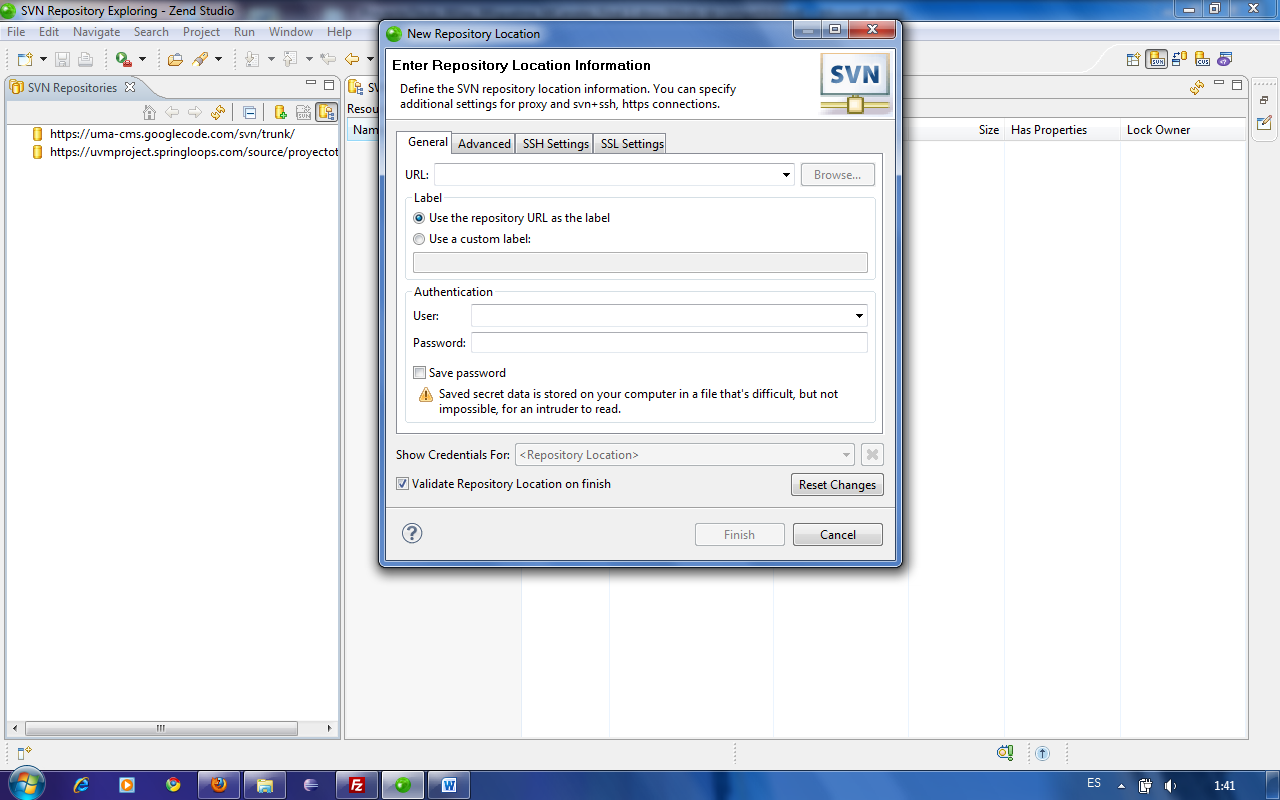 SVN Repository Exploring - Zend Studio
File Edit Navigate Search Project Run Window Help
SVN Repositories
https://uma-cms.googlecode.com/svn/trunk/
https://uvmproject.springloops.com/source/proyectot
Size Has Properties Lock Owner
New Repository Location
Enter Repository Location Information
Define the SVN repository location information. You can specify
additional settings for proxy and svn+ssh, https connections.
SVN
General Advanced SSH Settings SSL Settings
URL: Browse...
Label
Use the repository URL as the label
Use a custom label:
Authentication
User:
Password:
Save password
Saved secret data is stored on your computer in a file that's difficult, but not
impossible, for an intruder to read.
Show Credentials For: <Repository Location>
Validate Repository Location on finish Reset Changes
? Finish Cancel
ES 1:41